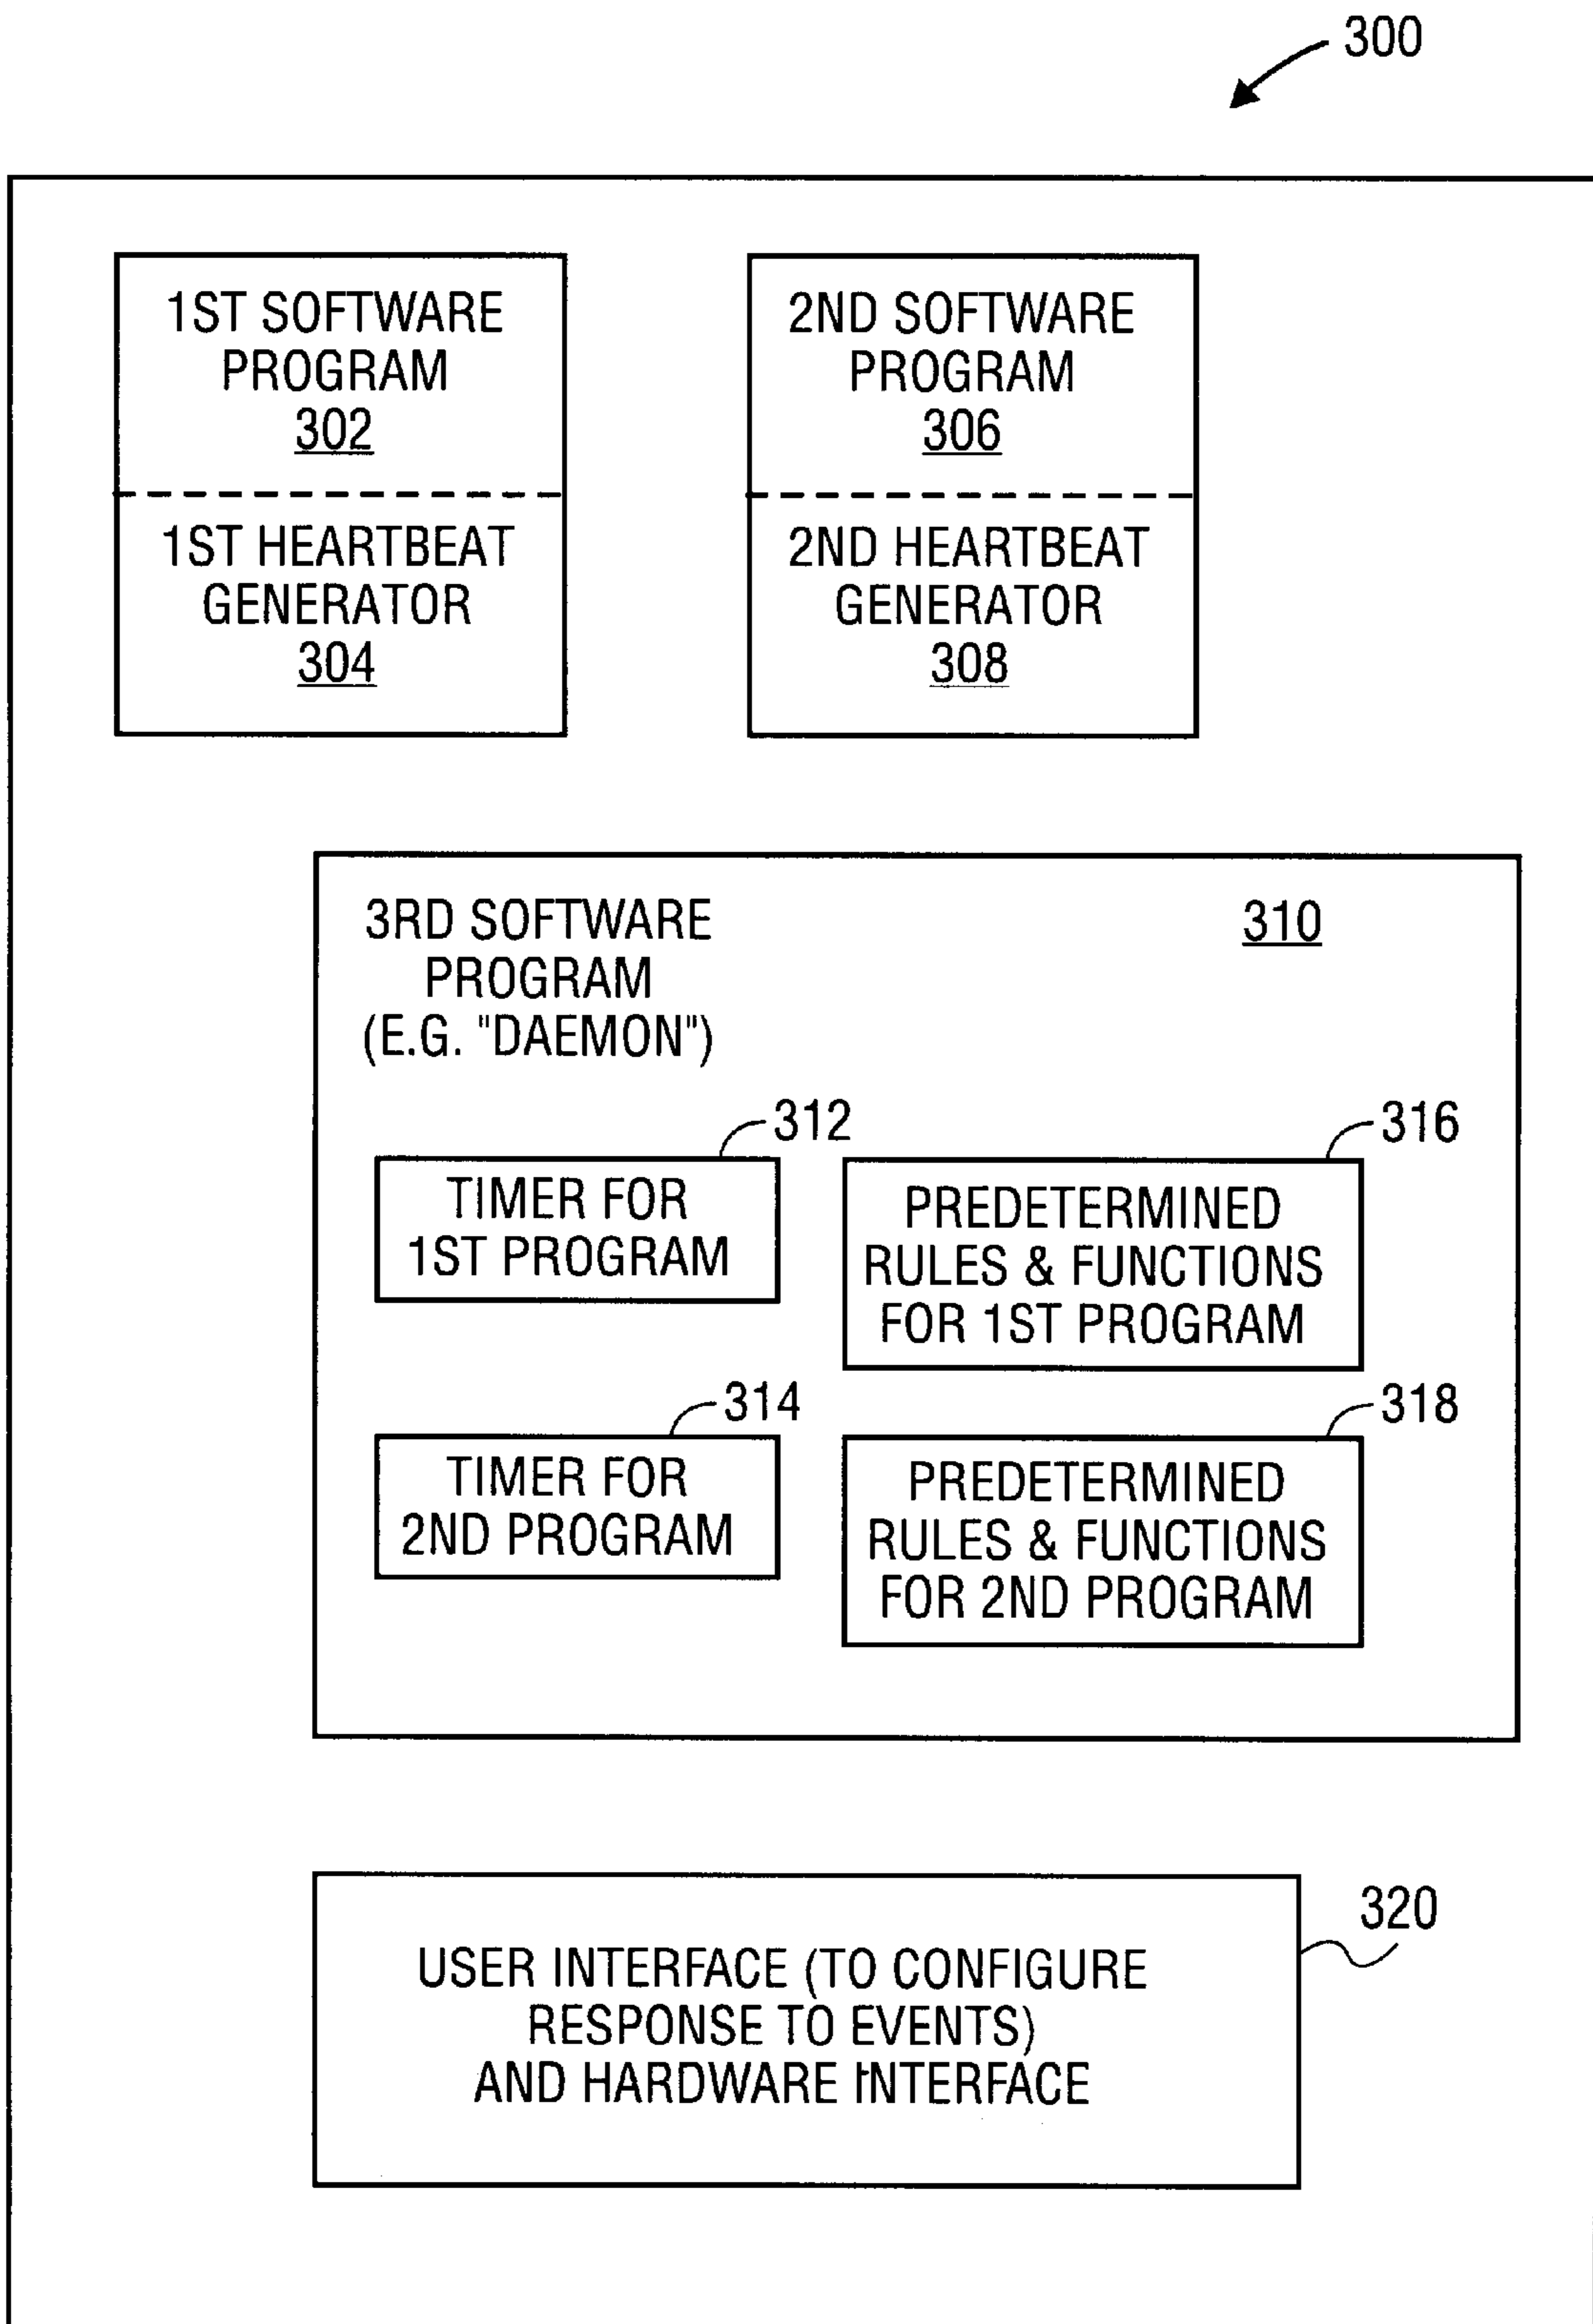 300
1ST SOFTWARE
PROGRAM
302
1ST HEARTBEAT
GENERATOR
304
2ND SOFTWARE
PROGRAM
306
2ND HEARTBEAT
GENERATOR
308
3RD SOFTWARE
PROGRAM
(E.G. "DAEMON")
310
312
TIMER FOR
1ST PROGRAM
316
PREDETERMINED
RULES & FUNCTIONS
FOR 1ST PROGRAM
314
TIMER FOR
2ND PROGRAM
318
PREDETERMINED
RULES & FUNCTIONS
FOR 2ND PROGRAM
320
USER INTERFACE (TO CONFIGURE
RESPONSE TO EVENTS)
AND HARDWARE INTERFACE